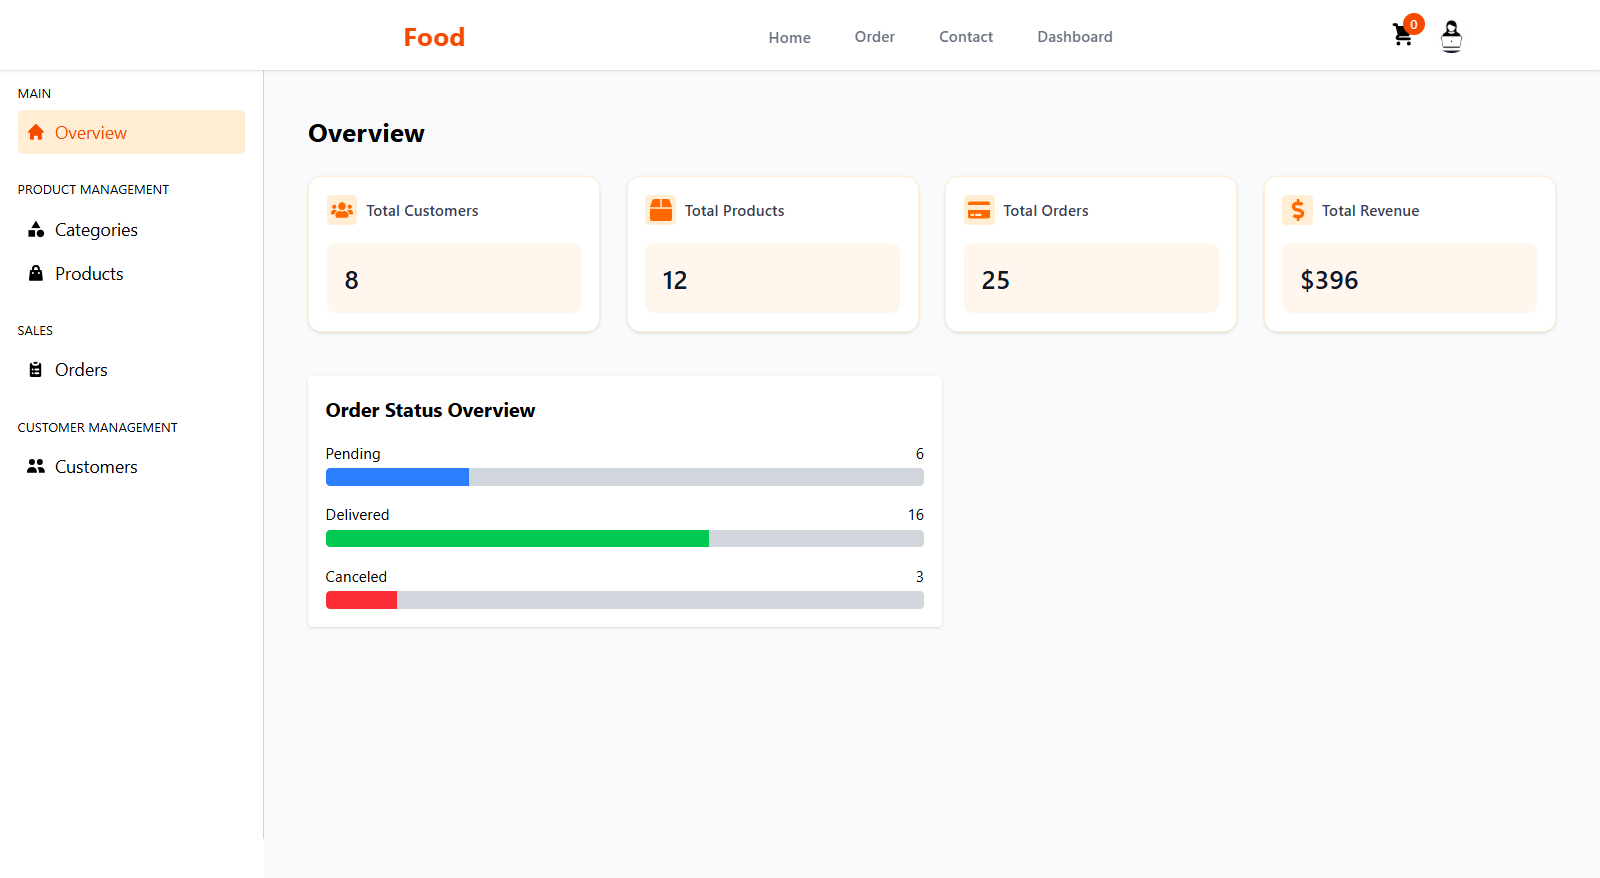 Food
Home
Order
Contact
Dashboard
0
MAIN
Overview
PRODUCT MANAGEMENT
Categories
Products
SALES
Orders
CUSTOMER MANAGEMENT
Customers
Overview
Total Customers
8
Total Products
12
Total Orders
25
Total Revenue
$396
Order Status Overview
Pending 6
Delivered 16
Canceled 3